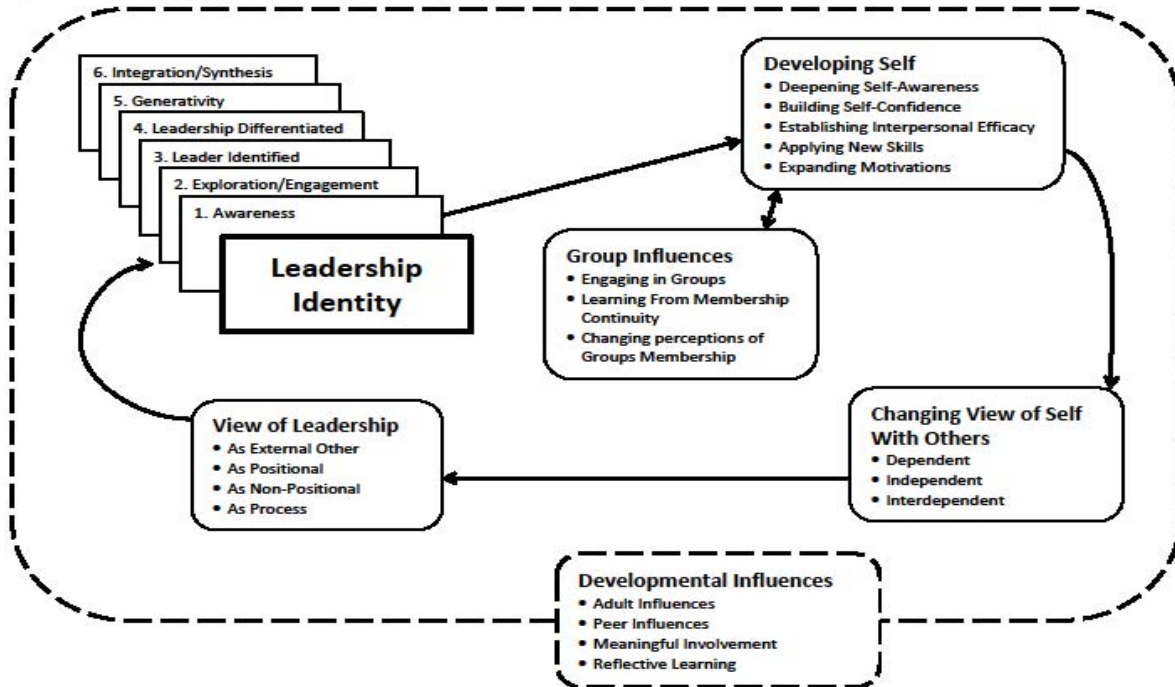 6. Integration/Synthesis
5. Generativity
4. Leadership Differentiated
3. Leader Identified
2. Exploration/Engagement
1. Awareness
Leadership
Identity
Developing Self
• Deepening Self-Awareness
• Building Self-Confidence
• Establishing Interpersonal Efficacy
• Applying New Skills
• Expanding Motivations
Group Influences
• Engaging in Groups
• Learning From Membership
Continuity
• Changing perceptions of
Groups Membership
Changing View of Self
With Others
• Dependent
• Independent
• Interdependent
View of Leadership
• As External Other
• As Positional
• As Non-Positional
• As Process
Developmental Influences
• Adult Influences
• Peer Influences
• Meaningful Involvement
• Reflective Learning